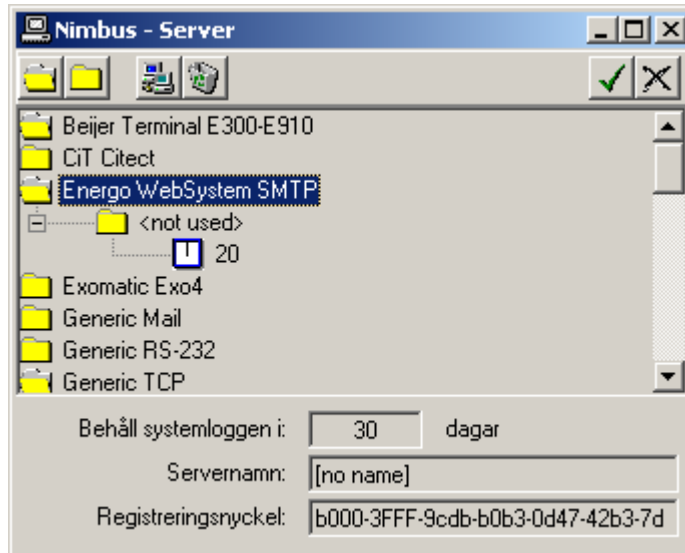 Nimbus - Server
Beijer Terminal E300-E910
CiT Citect
Energo WebSystem SMTP
<not used>
20
Exomatic Exo4
Generic Mail
Generic RS-232
Generic TCP
Behåll systemloggen i: 30 dagar
Servernamn: [no name]
Registreringsnyckel: b000-3FFF-9cdb-b0b3-0d47-42b3-7d